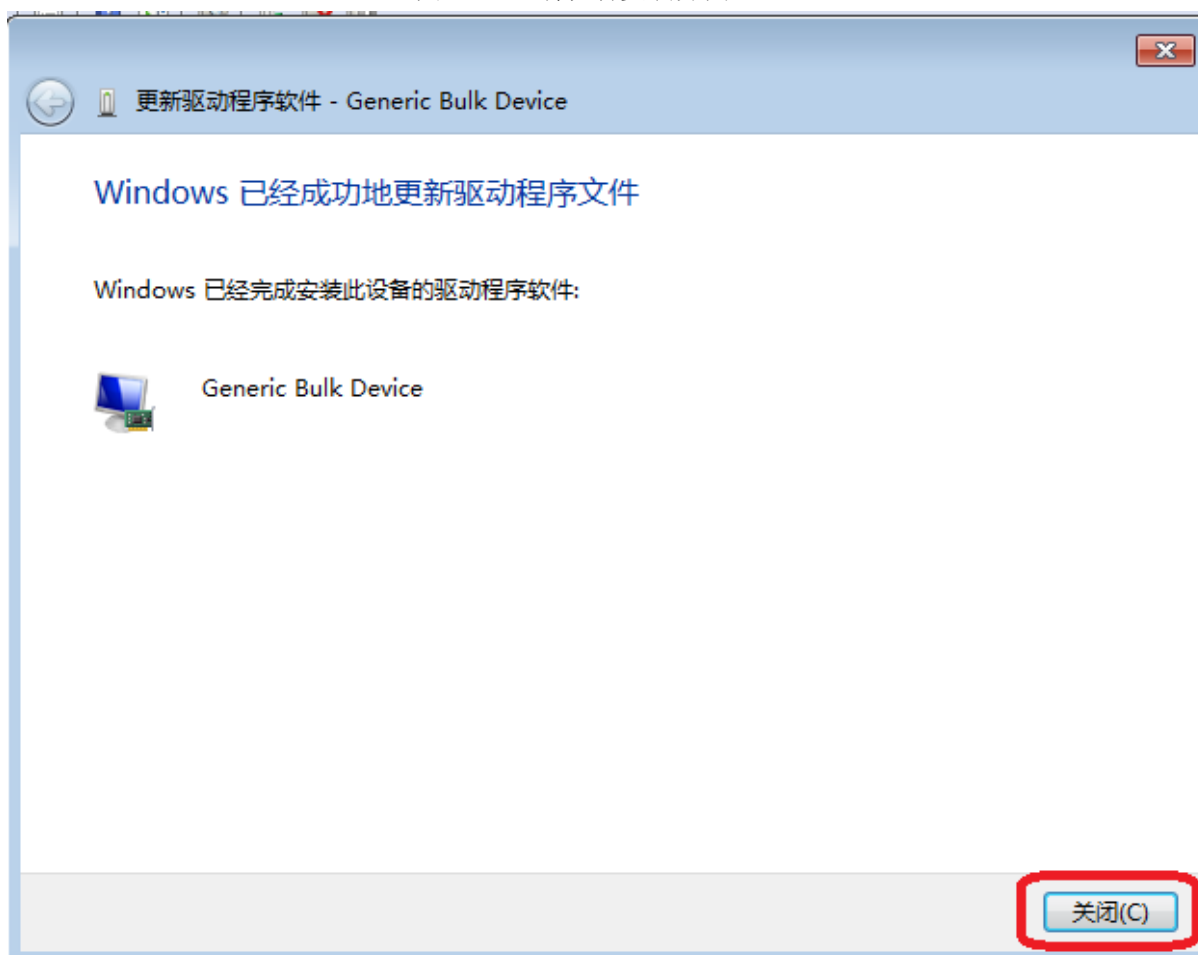 更新驱动程序软件 - Generic Bulk Device
Windows 已经成功地更新驱动程序文件
Windows 已经完成安装此设备的驱动程序软件:
Generic Bulk Device
关闭(C)